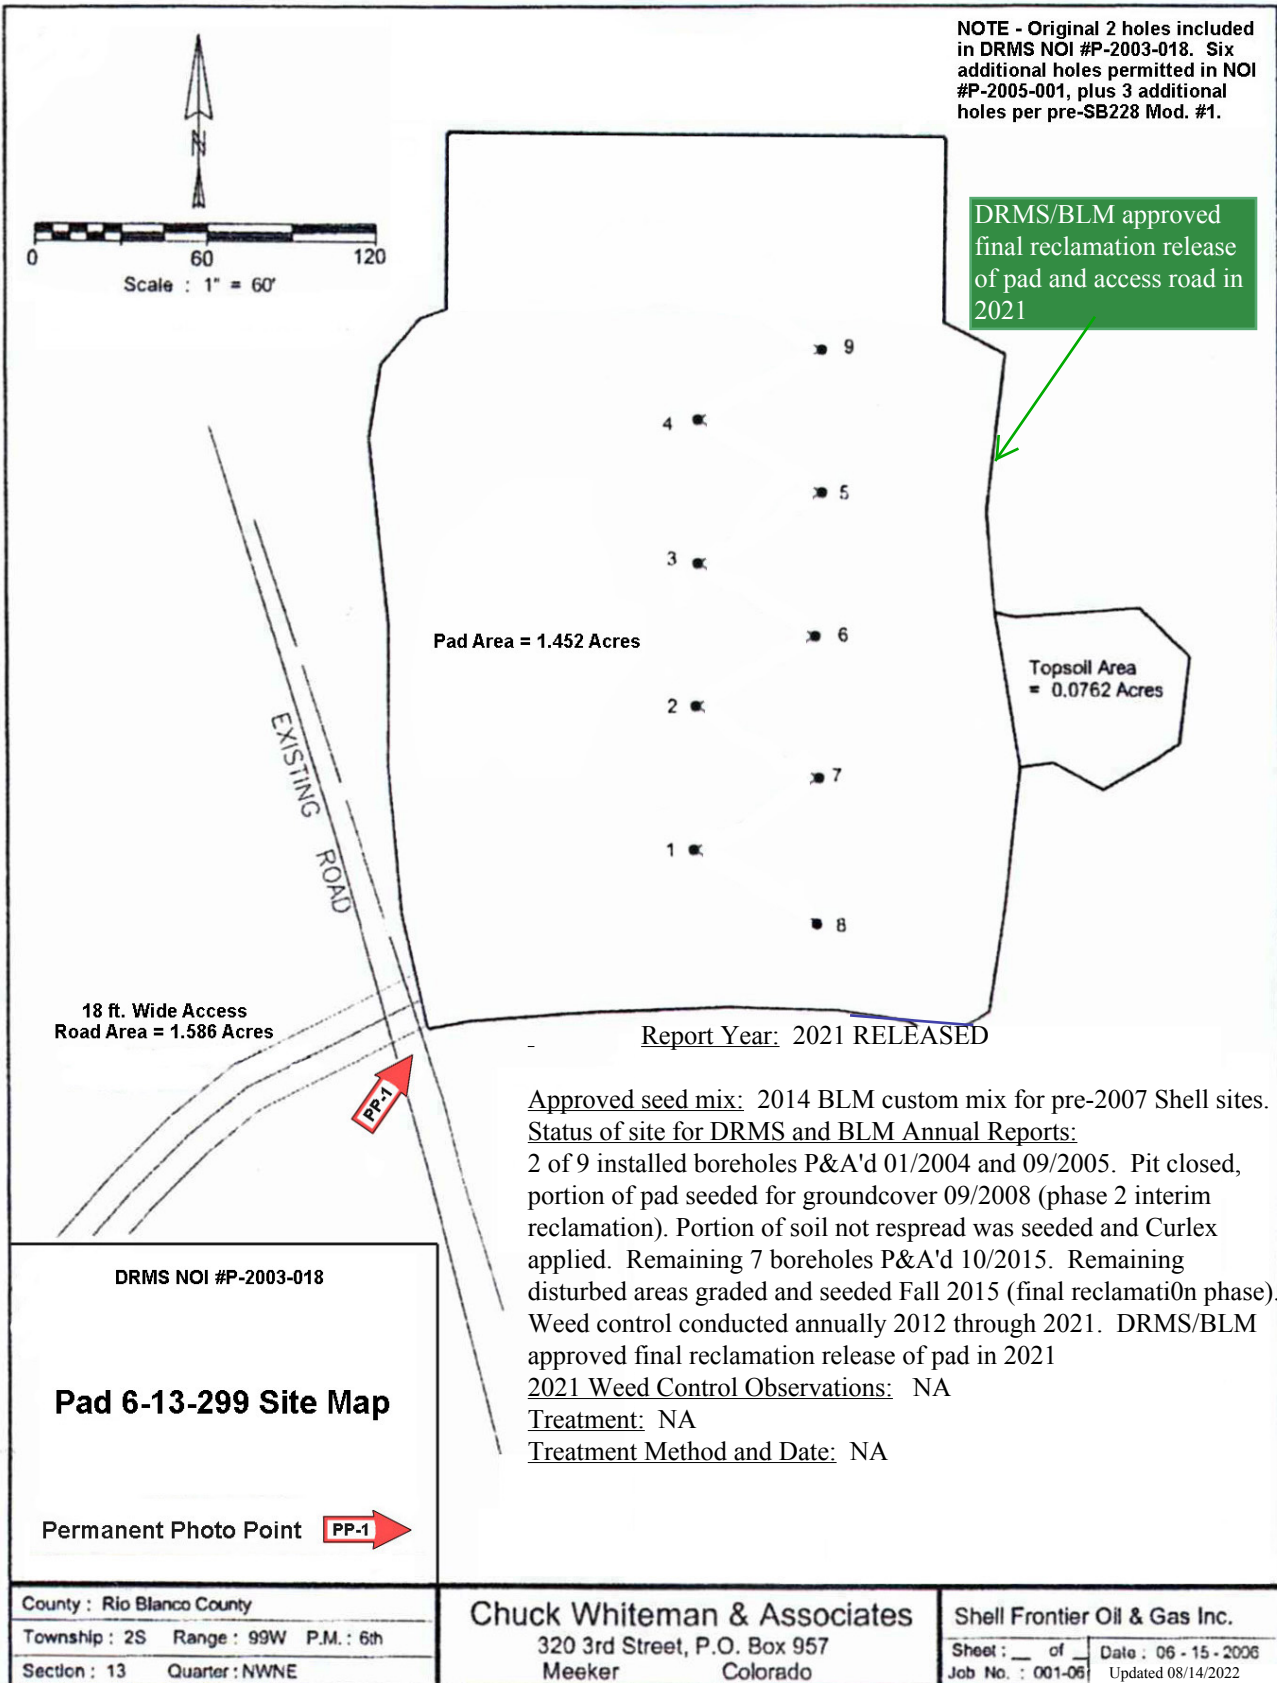 NOTE - Original 2 holes included
in DRMS NOI #P-2003-018. Six
additional holes permitted in NOI
#P-2005-001, plus 3 additional
holes per pre-SB228 Mod. #1.
N
0 60 120
Scale : 1" = 60'
DRMS/BLM approved
final reclamation release
of pad and access road in
2021
9
4
5
3
6
Pad Area = 1.452 Acres
Topsoil Area
= 0.0762 Acres
2
7
EXISTING ROAD
1
8
18 ft. Wide Access
Road Area = 1.586 Acres
PP-1
Report Year: 2021 RELEASED
Approved seed mix: 2014 BLM custom mix for pre-2007 Shell sites.
Status of site for DRMS and BLM Annual Reports:
2 of 9 installed boreholes P&A'd 01/2004 and 09/2005. Pit closed,
portion of pad seeded for groundcover 09/2008 (phase 2 interim
reclamation). Portion of soil not respread was seeded and Curlex
applied. Remaining 7 boreholes P&A'd 10/2015. Remaining
disturbed areas graded and seeded Fall 2015 (final reclamati0n phase).
Weed control conducted annually 2012 through 2021. DRMS/BLM
approved final reclamation release of pad in 2021
2021 Weed Control Observations: NA
Treatment: NA
Treatment Method and Date: NA
DRMS NOI #P-2003-018
Pad 6-13-299 Site Map
Permanent Photo Point PP-1
County : Rio Blanco County
Township : 2S Range : 99W P.M. : 6th
Section : 13 Quarter : NWNE
Chuck Whiteman & Associates
320 3rd Street, P.O. Box 957
Meeker Colorado
Shell Frontier Oil & Gas Inc.
Sheet : __ of __ Date : 06 - 15 - 2006
Job No. : 001-06 Updated 08/14/2022